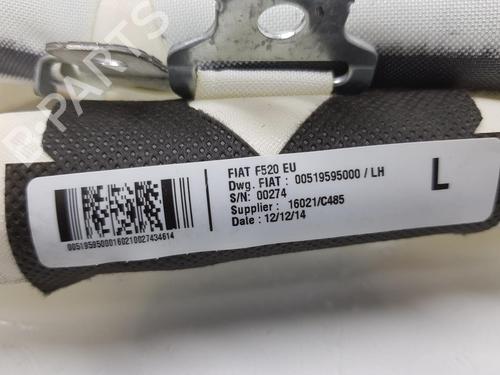 B-PARTS
FIAT F520 EU
Dwg. FIAT : 00519595000 / LH
S/N: 00274
Supplier : 16021/C485
Date : 12/12/14
L
00519595000160210027434614